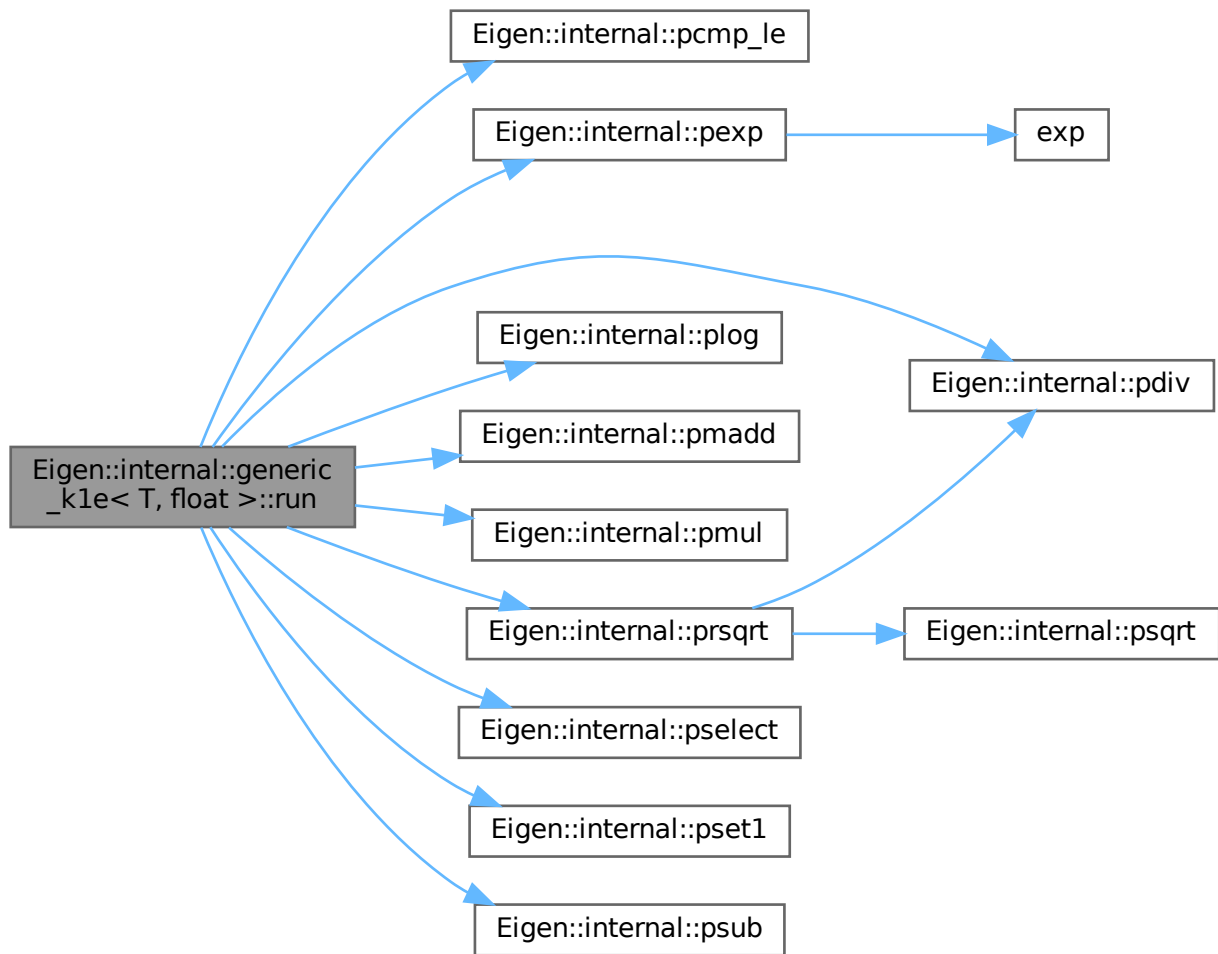 Eigen::internal::pcmp_le
Eigen::internal::pexp
exp
Eigen::internal::plog
Eigen::internal::pdiv
Eigen::internal::pmadd
Eigen::internal::generic
_k1e< T, float >::run
Eigen::internal::pmul
Eigen::internal::prsqrt
Eigen::internal::psqrt
Eigen::internal::pselect
Eigen::internal::pset1
Eigen::internal::psub